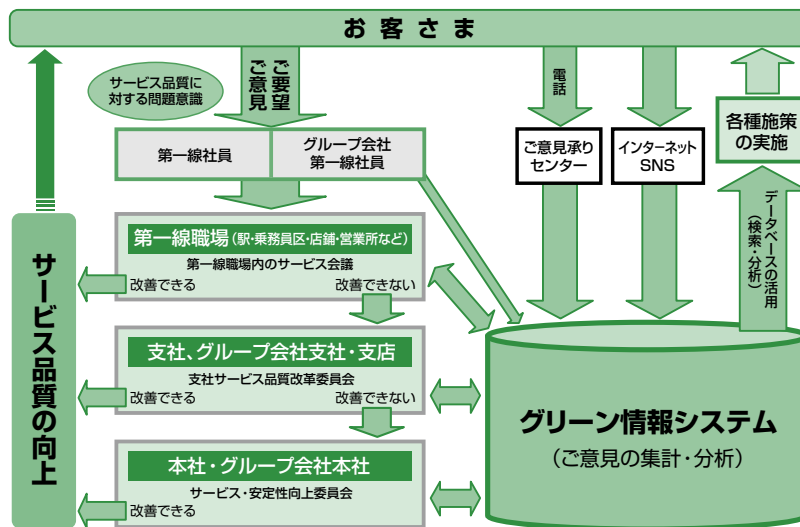 お客さま
サービス品質に
対する問題意識
ご要望
ご意見
電話
第一線社員
グループ会社
第一線社員
ご意見承り
センター
インターネット
SNS
各種施策
の実施
データベースの活用
（検索・分析）
サービス品質の向上
第一線職場（駅・乗務員区・店舗・営業所など）
第一線職場内のサービス会議
改善できる
改善できない
支社、グループ会社支社・支店
支社サービス品質改革委員会
改善できる
改善できない
本社・グループ会社本社
サービス・安定性向上委員会
改善できる
グリーン情報システム
（ご意見の集計・分析）